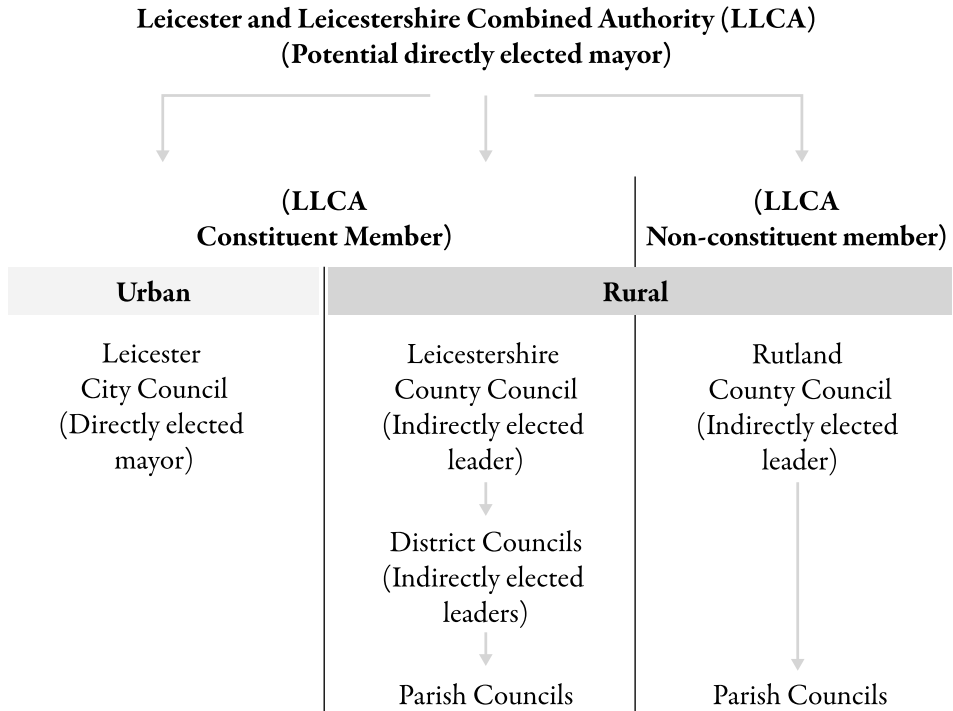 Leicester and Leicestershire Combined Authority (LLCA)
(Potential directly elected mayor)
(LLCA
Constituent Member)
(LLCA
Non-constituent member)
Urban
Rural
Leicester
City Council
(Directly elected
mayor)
Leicestershire
County Council
(Indirectly elected
leader)
District Councils
(Indirectly elected
leaders)
Parish Councils
Rutland
County Council
(Indirectly elected
leader)
Parish Councils